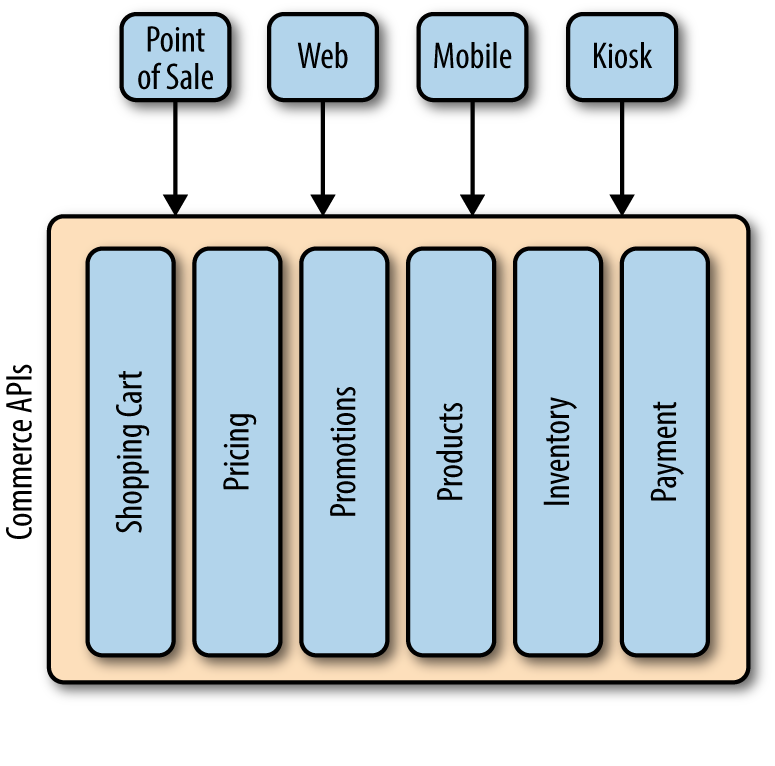 Point
of Sale
Web
Mobile
Kiosk
Commerce APIs
Shopping Cart
Pricing
Promotions
Products
Inventory
Payment